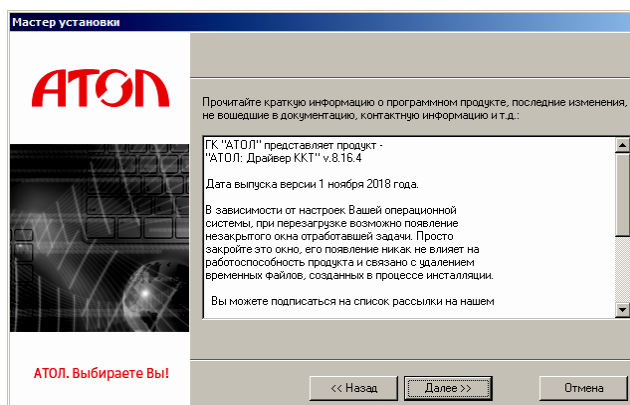 Мастер установки
АТОЛ
Прочитайте краткую информацию о программном продукте, последние изменения,
не вошедшие в документацию, контактную информацию и т.д.:
ГК "АТОЛ" представляет продукт -
"АТОЛ: Драйвер ККТ" v.8.16.4
Дата выпуска версии 1 ноября 2018 года.
В зависимости от настроек Вашей операционной
системы, при перезагрузке возможно появление
незакрытого окна отработавшей задачи. Просто
закройте это окно, его появление никак не влияет на
работоспособность продукта и связано с удалением
временных файлов, созданных в процессе инсталляции.
Вы можете подписаться на список рассылки на нашем
АТОЛ. Выбираете Вы!
<< Назад
Далее >>
Отмена